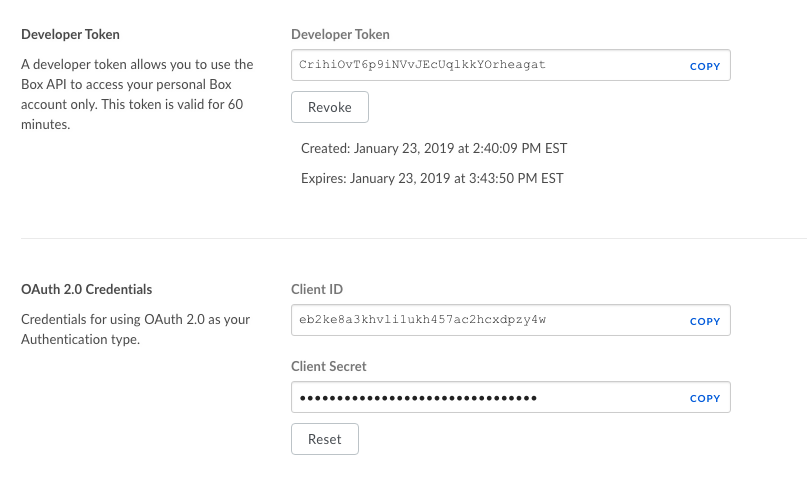 Developer Token
A developer token allows you to use the
Box API to access your personal Box
account only. This token is valid for 60
minutes.
Developer Token
CrihiOvT6p9iNVvJEcUqlkkYOrheagat
COPY
Revoke
Created: January 23, 2019 at 2:40:09 PM EST
Expires: January 23, 2019 at 3:43:50 PM EST
OAuth 2.0 Credentials
Credentials for using OAuth 2.0 as your
Authentication type.
Client ID
eb2ke8a3khvli1ukh457ac2hcxdpzy4w
COPY
Client Secret
••••••••••••••••••••••••••••••••
COPY
Reset